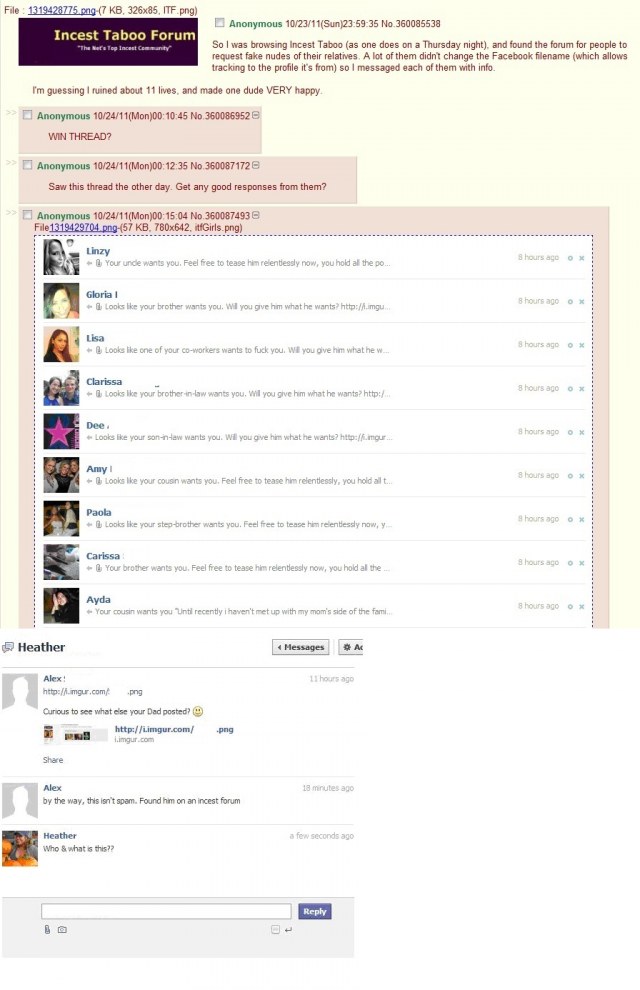 File : 1319428775.png-(7 KB, 326x85, ITF.png)
Incest Taboo Forum
"The Net's Top Incest Community"
Anonymous 10/23/11(Sun)23:59:35 No.360085538
So I was browsing Incest Taboo (as one does on a Thursday night), and found the forum for people to
request fake nudes of their relatives. A lot of them didn't change the Facebook filename (which allows
tracking to the profile it's from) so I messaged each of them with info.
I'm guessing I ruined about 11 lives, and made one dude VERY happy.
>> Anonymous 10/24/11(Mon)00:10:45 No.360086952
WIN THREAD?
>> Anonymous 10/24/11(Mon)00:12:35 No.360087172
Saw this thread the other day. Get any good responses from them?
>> Anonymous 10/24/11(Mon)00:15:04 No.360087493
File1319429704.png-(57 KB, 780x642, itfGirls.png)
Linzy
Your uncle wants you. Feel free to tease him relentlessly now, you hold all the po...
8 hours ago
Gloria
Looks like your brother wants you. Will you give him what he wants? http://i.imgu...
8 hours ago
Lisa
Looks like one of your co-workers wants to fuck you. Will you give him what he w...
8 hours ago
Clarissa
Looks like your brother-in-law wants you. Will you give him what he wants? http:/...
8 hours ago
Dee
Looks like your son-in-law wants you. Will you give him what he wants? http://i.imgur...
8 hours ago
Amy
Looks like your cousin wants you. Feel free to tease him relentlessly, you hold all t...
8 hours ago
Paola
Looks like your step-brother wants you. Feel free to tease him relentlessly now, y...
8 hours ago
Carissa
Your brother wants you. Feel free to tease him relentlessly now, you hold all the ...
8 hours ago
Ayda
Your cousin wants you "Until recently i haven't met up with my mom's side of the fami...
8 hours ago
Heather
Messages
Ac
Alex
11 hours ago
http://i.imgur.com/ .png
Curious to see what else your Dad posted?
http://i.imgur.com/ .png
i.imgur.com
Share
Alex
18 minutes ago
by the way, this isn't spam. Found him on an incest forum
Heather
a few seconds ago
Who & what is this??
Reply